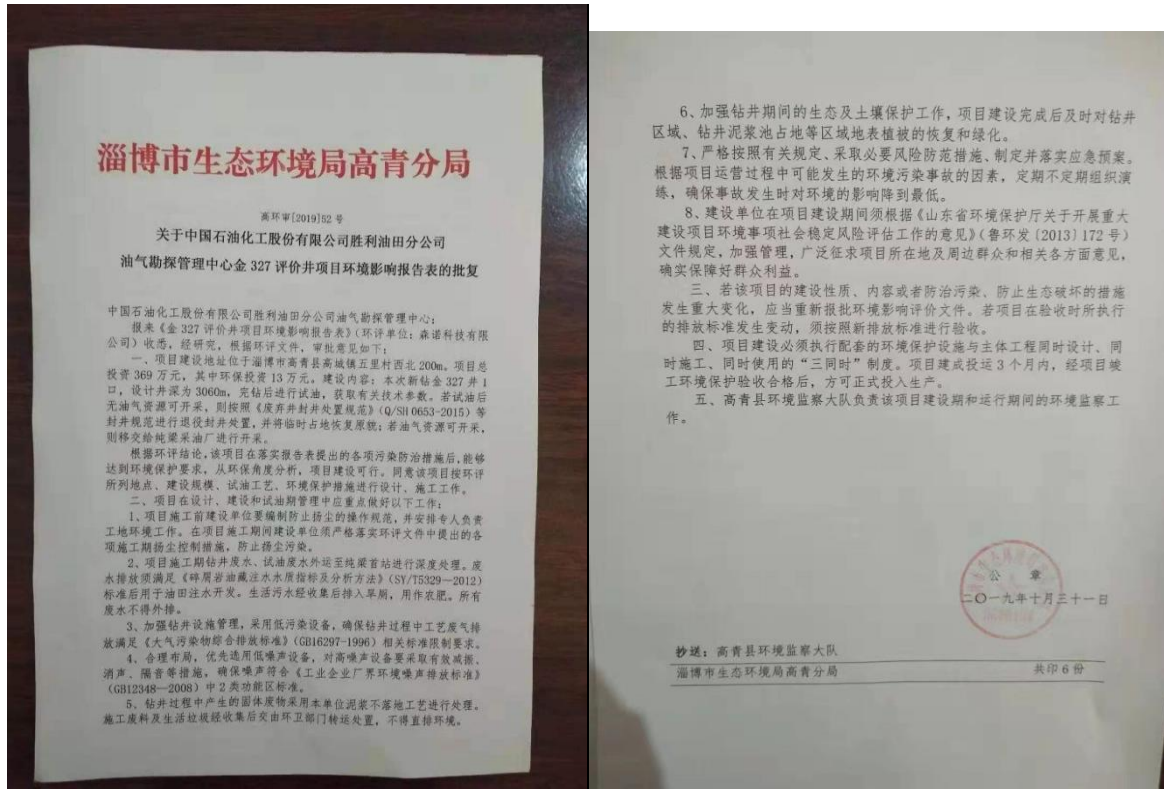 淄博市生态环境局高青分局
高环审[2019]52 号
关于中国石油化工股份有限公司胜利油田分公司
油气勘探管理中心金 327 评价井项目环境影响报告表的批复
中国石油化工股份有限公司胜利油田分公司油气勘探管理中心:
报来《金 327 评价井项目环境影响报告表》(环评单位:森诺科技有限
公司)收悉,经研究,根据环评文件,审批意见如下:
一、项目建设地址位于淄博市高青县高城镇五里村西北 200m。项目总
投资 369 万元,其中环保投资 13 万元。建设内容:本次新钻金 327 井 1
口,设计井深为 3060m,完钻后进行试油,获取有关技术参数。若试油后
无油气资源可开采,则按照《废弃井封井处置规范》(Q/SH 0653-2015)等
封井规范进行退役封井处置,并将临时占地恢复原貌;若油气资源可开采,
则移交给纯梁采油厂进行开采。
根据环评结论,该项目在落实报告表提出的各项污染防治措施后,能够
达到环境保护要求,从环保角度分析,项目建设可行。同意该项目按环评
所列地点、建设规模、试油工艺、环境保护措施进行设计、施工工作。
二、项目在设计、建设和试油期管理中应重点做好以下工作:
1、项目施工前建设单位要编制防止扬尘的操作规范,并安排专人负责
工地环境工作。在项目施工期间建设单位须严格落实环评文件中提出的各
项施工期扬尘控制措施,防止扬尘污染。
2、项目施工期钻井废水、试油废水外运至纯梁首站进行深度处理。废
水排放须满足《碎屑岩油藏注水水质指标及分析方法》(SY/T5329—2012)
标准后用于油田注水开发。生活污水经收集后排入旱厕,用作农肥。所有
废水不得外排。
3、加强钻井设施管理,采用低污染设备,确保钻井过程中工艺废气排
放满足《大气污染物综合排放标准》(GB16297-1996)相关标准限制要求。
4、合理布局,优先选用低噪声设备,对高噪声设备要采取有效减振、
消声、隔音等措施,确保噪声符合《工业企业厂界环境噪声排放标准》
(GB12348—2008)中 2 类功能区标准。
5、钻井过程中产生的固体废物采用本单位泥浆不落地工艺进行处理。
施工废料及生活垃圾经收集后交由环卫部门转运处置,不得直排环境。
6、加强钻井期间的生态及土壤保护工作,项目建设完成后及时对钻井
区域、钻井泥浆池占地等区域地表植被的恢复和绿化。
7、严格按照有关规定、采取必要风险防范措施、制定并落实应急预案。
根据项目运营过程中可能发生的环境污染事故的因素,定期不定期组织演
练,确保事故发生时对环境的影响降到最低。
8、建设单位在项目建设期间须根据《山东省环境保护厅关于开展重大
建设项目环境事项社会稳定风险评估工作的意见》(鲁环发〔2013〕172 号)
文件规定,加强管理,广泛征求项目所在地及周边群众和相关各方面意见,
确实保障好群众利益。
三、若该项目的建设性质、内容或者防治污染、防止生态破坏的措施
发生重大变化,应当重新报批环境影响评价文件。若项目在验收时所执行
的排放标准发生变动,须按照新排放标准进行验收。
四、项目建设必须执行配套的环境保护设施与主体工程同时设计、同
时施工、同时使用的“三同时”制度。项目建成投运 3 个月内,经项目竣
工环境保护验收合格后,方可正式投入生产。
五、高青县环境监察大队负责该项目建设期和运行期间的环境监察工
作。
公 章
二〇一九年十月三十一日
抄送:高青县环境监察大队
淄博市生态环境局高青分局 共印 6 份